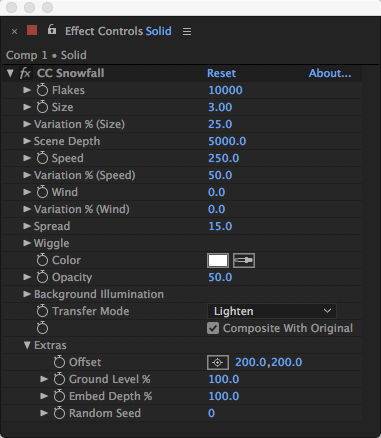 × Effect Controls Solid
Comp 1 • Solid
fx CC Snowfall Reset About...
Flakes 10000
Size 3.00
Variation % (Size) 25.0
Scene Depth 5000.0
Speed 250.0
Variation % (Speed) 50.0
Wind 0.0
Variation % (Wind) 0.0
Spread 15.0
Wiggle
Color
Opacity 50.0
Background Illumination
Transfer Mode Lighten
Composite With Original
Extras
Offset 200.0,200.0
Ground Level % 100.0
Embed Depth % 100.0
Random Seed 0